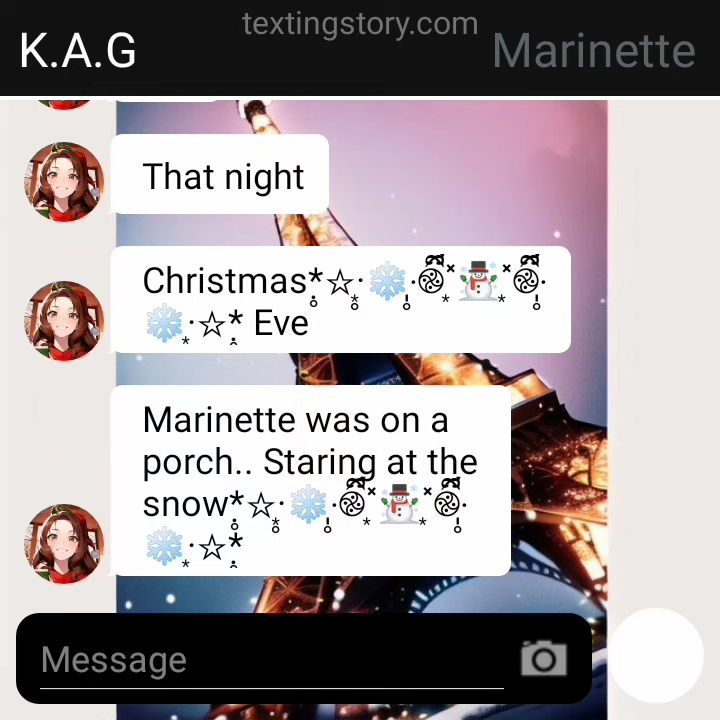 textingstory.com
K.A.G
Marinette
That night
Christmas*̥☆·͙̥❄‧̩̥·‧•̥̩̥͙‧·☃‧·•̥̩̥͙‧·‧̩̥
❄·͙̥☆*̣̩ Eve
Marinette was on a
porch.. Staring at the
snow*̥☆·͙̥❄‧̩̥·‧•̥̩̥͙‧·☃‧·•̥̩̥͙‧·‧̩̥
❄·͙̥☆*̣̩
Message